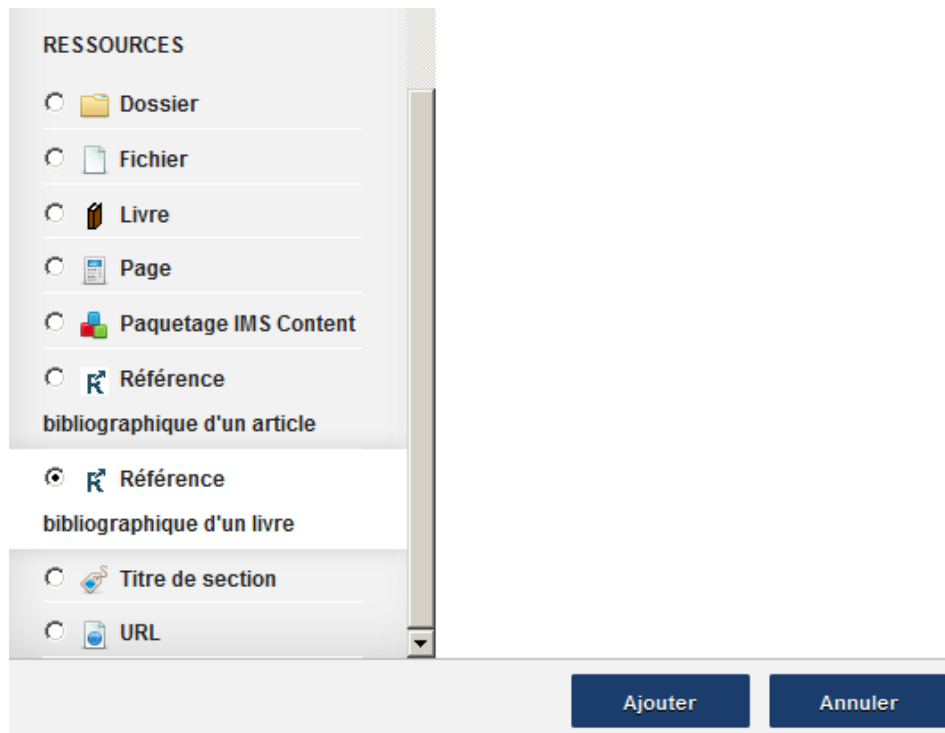 RESSOURCES
Dossier
Fichier
Livre
Page
Paquetage IMS Content
Référence
bibliographique d'un article
Référence
bibliographique d'un livre
Titre de section
URL
Ajouter Annuler